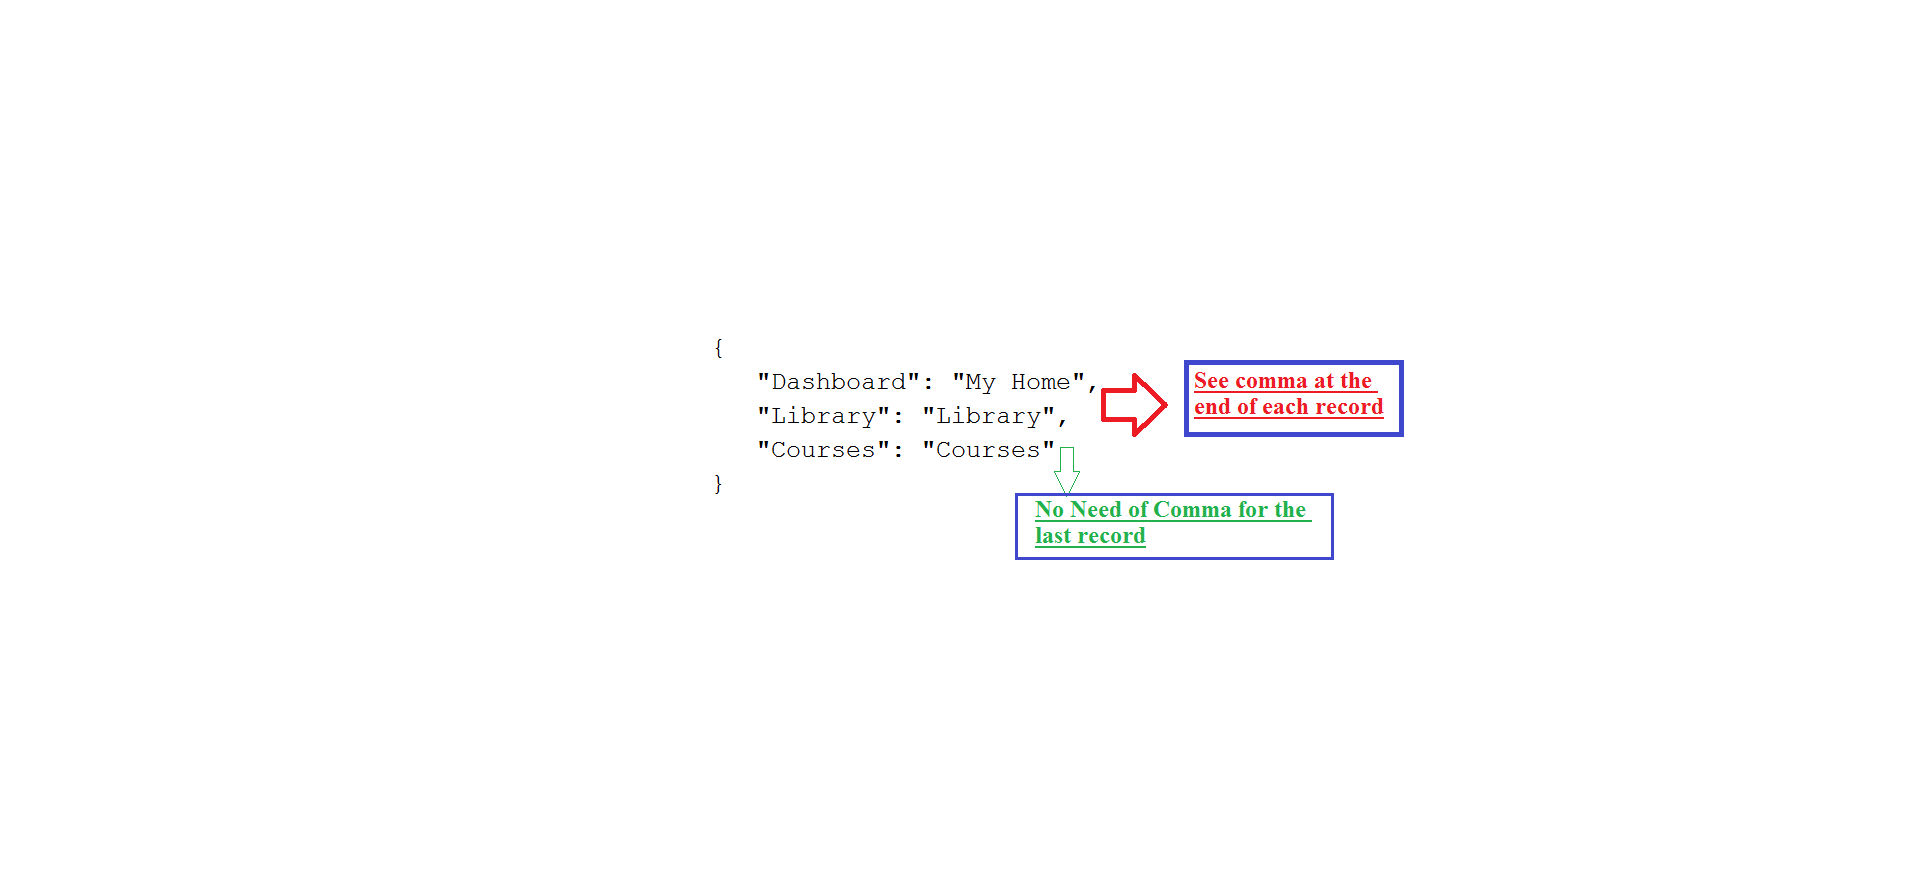 {
"Dashboard": "My Home",
"Library": "Library",
"Courses": "Courses"
}
See comma at the
end of each record
No Need of Comma for the
last record